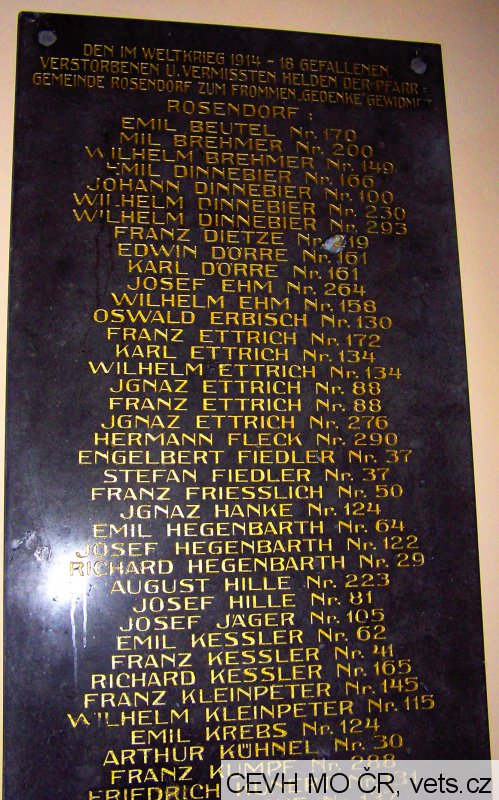 DEN IM WELTKRIEG 1914 - 18 GEFALLENEN,
VERSTORBENEN U. VERMISSTEN HELDEN DER PFARR=
GEMEINDE ROSENDORF ZUM FROMMEN GEDENKE GEWIDMET
ROSENDORF:
EMIL BEUTEL Nr. 170
MIL BREHMER Nr. 200
WILHELM BREHMER Nr. 149
EMIL DINNEBIER Nr. 166
JOHANN DINNEBIER Nr. 100
WILHELM DINNEBIER Nr. 230
WILHELM DINNEBIER Nr. 293
FRANZ DIETZE Nr. 219
EDWIN DÖRRE Nr. 161
KARL DÖRRE Nr. 161
JOSEF EHM Nr. 264
WILHELM EHM Nr. 158
OSWALD ERBISCH Nr. 130
FRANZ ETTRICH Nr. 172
KARL ETTRICH Nr. 134
WILHELM ETTRICH Nr. 134
JGNAZ ETTRICH Nr. 88
FRANZ ETTRICH Nr. 88
JGNAZ ETTRICH Nr. 276
HERMANN FLECK Nr. 290
ENGELBERT FIEDLER Nr. 37
STEFAN FIEDLER Nr. 37
FRANZ FRIESSLICH Nr. 50
JGNAZ HANKE Nr. 124
EMIL HEGENBARTH Nr. 64
JOSEF HEGENBARTH Nr. 122
RICHARD HEGENBARTH Nr. 29
AUGUST HILLE Nr. 223
JOSEF HILLE Nr. 81
JOSEF JÄGER Nr. 105
EMIL KESSLER Nr. 62
FRANZ KESSLER Nr. 41
RICHARD KESSLER Nr. 165
FRANZ KLEINPETER Nr. 145
WILHELM KLEINPETER Nr. 115
EMIL KREBS Nr. 124
ARTHUR KÜHNEL Nr. 30
FRANZ KUMPE Nr. 288
FRIEDRICH
CEVH MO ČR, vets.cz